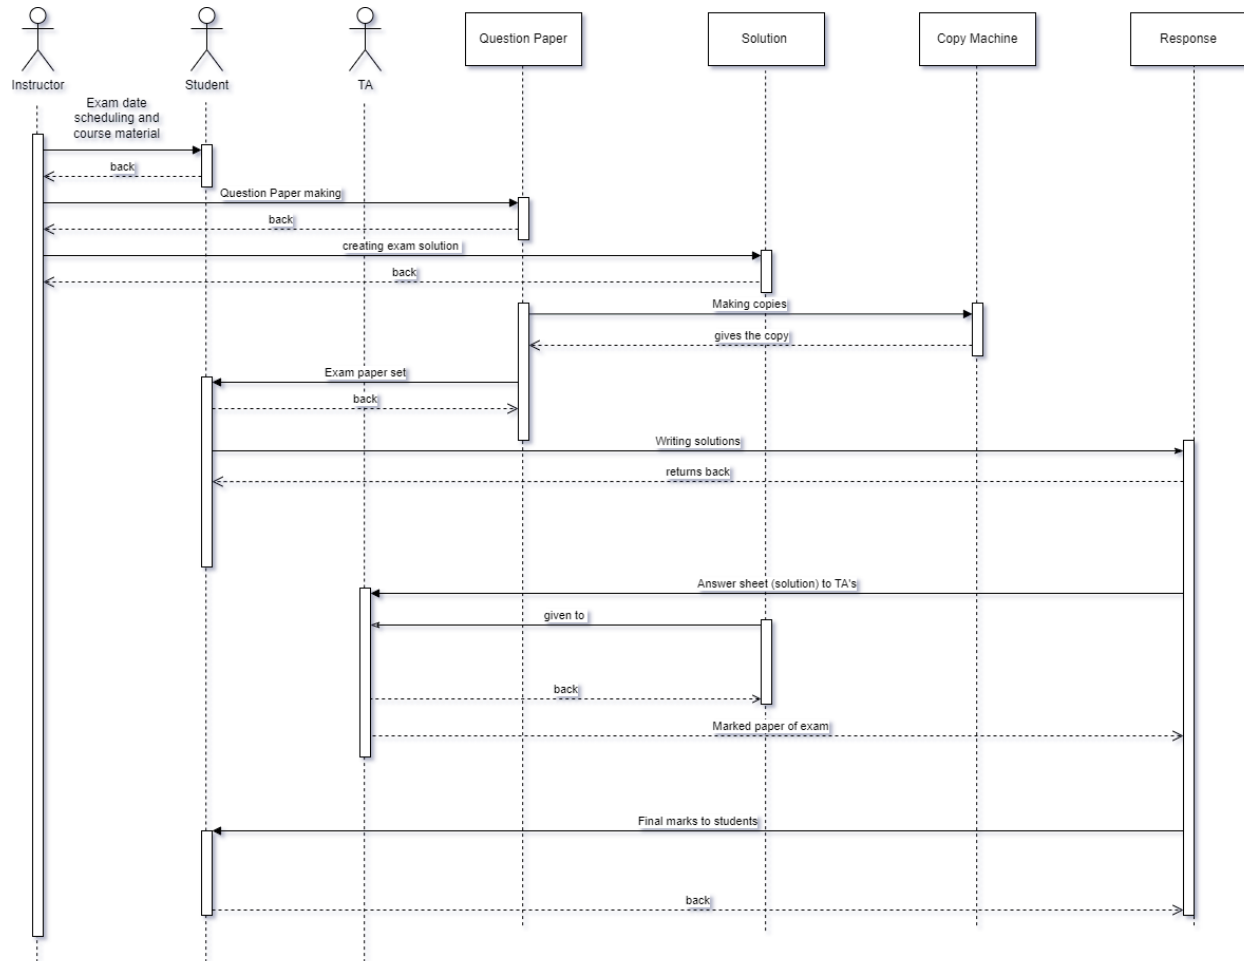 Instructor
Student
TA
Question Paper
Solution
Copy Machine
Response
Exam date
scheduling and
course material
back
Question Paper making
back
creating exam solution
back
Making copies
gives the copy
Exam paper set
back
Writing solutions
returns back
Answer sheet (solution) to TA's
given to
back
Marked paper of exam
Final marks to students
back